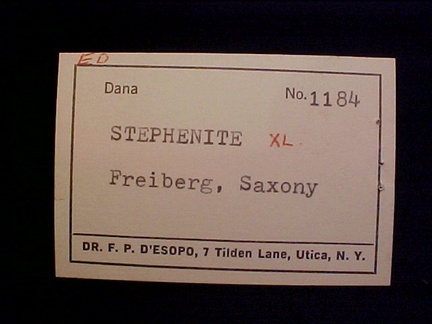 ED
Dana No. 1184
STEPHENITE XL.
Freiberg, Saxony
DR. F. P. D'ESOPO, 7 Tilden Lane, Utica, N. Y.